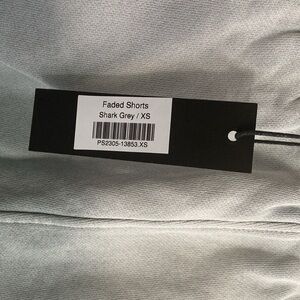 Faded Shorts
Shark Grey / XS
PS2305-13853.XS